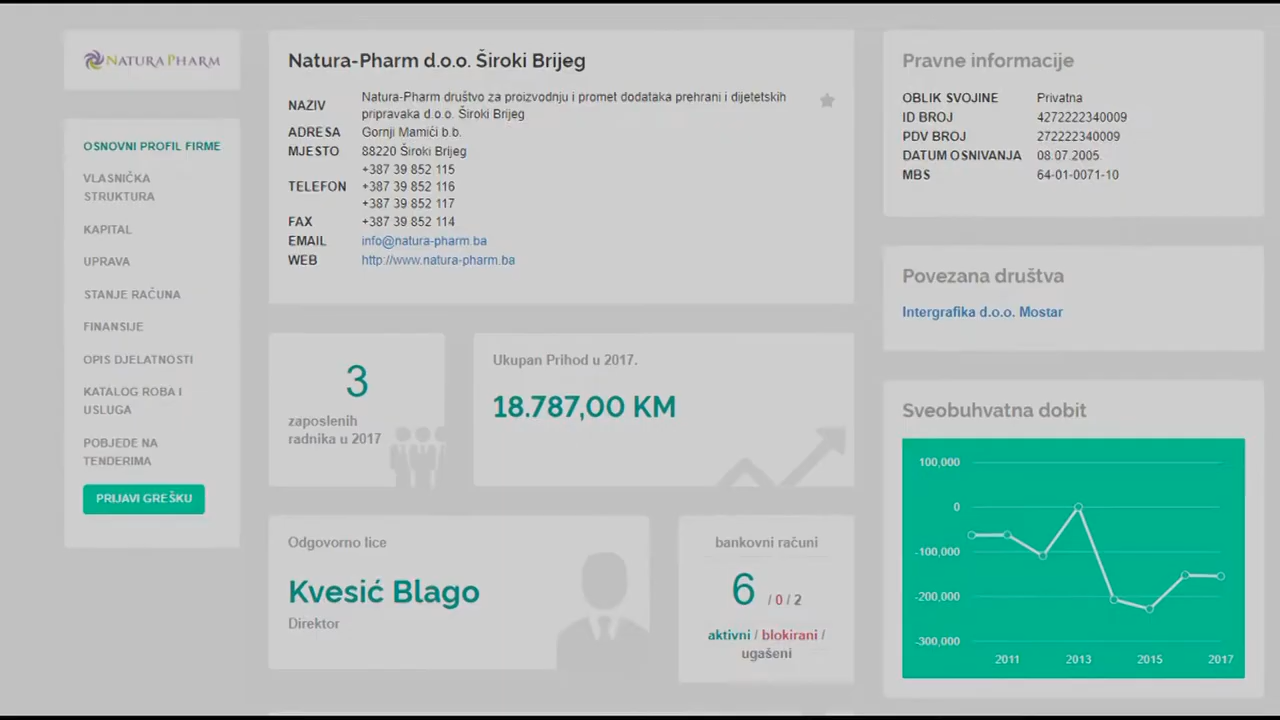 NATURA PHARM
OSNOVNI PROFIL FIRME
VLASNIČKA
STRUKTURA
KAPITAL
UPRAVA
STANJE RAČUNA
FINANSIJE
OPIS DJELATNOSTI
KATALOG ROBA I
USLUGA
POBJEDE NA
TENDERIMA
PRIJAVI GREŠKU
Natura-Pharm d.o.o. Široki Brijeg
NAZIV
Natura-Pharm društvo za proizvodnju i promet dodataka prehrani i dijetetskih
pripravaka d.o.o. Široki Brijeg
ADRESA Gornji Mamići b.b.
MJESTO 88220 Široki Brijeg
+387 39 852 115
TELEFON +387 39 852 116
+387 39 852 117
FAX +387 39 852 114
EMAIL info@natura-pharm.ba
WEB http://www.natura-pharm.ba
3
zaposlenih
radnika u 2017
Ukupan Prihod u 2017.
18.787,00 KM
Odgovorno lice
Kvesić Blago
Direktor
bankovni računi
6 / 0 / 2
aktivni / blokirani /
ugašeni
Pravne informacije
OBLIK SVOJINE Privatna
ID BROJ 4272222340009
PDV BROJ 272222340009
DATUM OSNIVANJA 08.07.2005.
MBS 64-01-0071-10
Povezana društva
Intergrafika d.o.o. Mostar
Sveobuhvatna dobit
100,000
0
-100,000
-200,000
-300,000
2011 2013 2015 2017